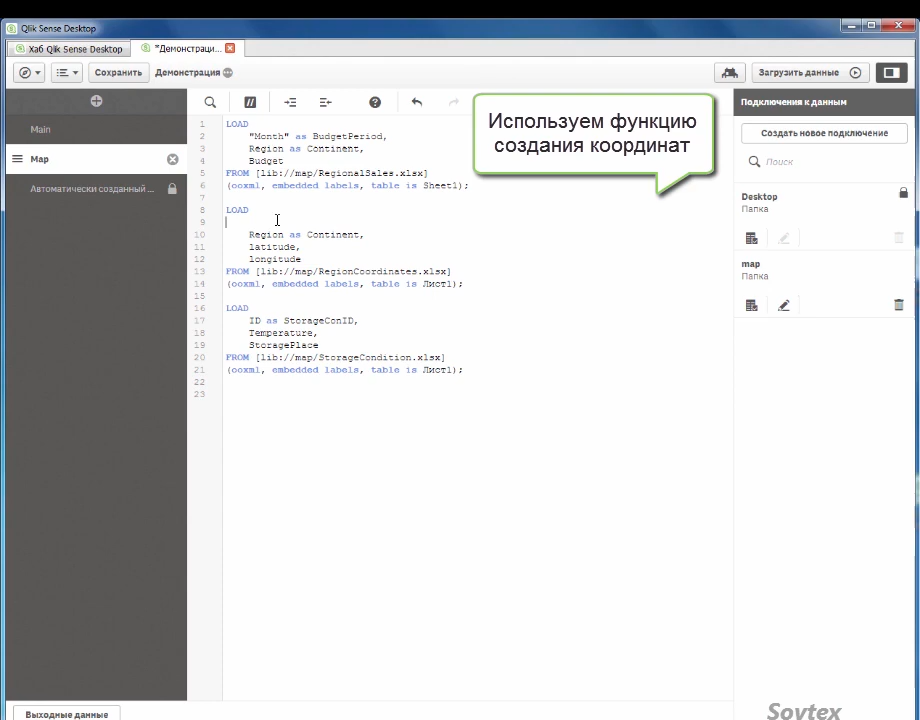 Qlik Sense Desktop
Хаб Qlik Sense Desktop
*Демонстраци...
Сохранить
Демонстрация
Загрузить данные
Используем функцию
создания координат
Подключения к данным
Создать новое подключение
Поиск
Desktop
Папка
map
Папка
Main
Map
Автоматически созданный ...
1 LOAD
2 "Month" as BudgetPeriod,
3 Region as Continent,
4 Budget
5 FROM [lib://map/RegionalSales.xlsx]
6 (ooxml, embedded labels, table is Sheet1);
7
8 LOAD
9
10 Region as Continent,
11 latitude,
12 longitude
13 FROM [lib://map/RegionCoordinates.xlsx]
14 (ooxml, embedded labels, table is Лист1);
15
16 LOAD
17 ID as StorageConID,
18 Temperature,
19 StoragePlace
20 FROM [lib://map/StorageCondition.xlsx]
21 (ooxml, embedded labels, table is Лист1);
22
23
Выходные данные
Sovtex